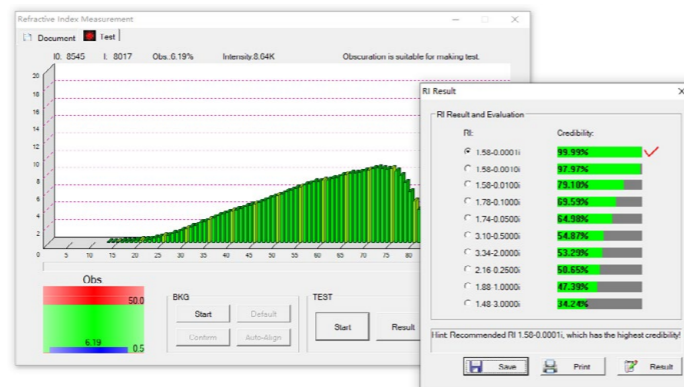 Refractive Index Measurement
Document Test
I0: 8545 I: 8017 Obs.:6.19% Intensity:8.64K Obscuration is suitable for making test.
20
18
16
14
12
10
8
6
4
2
0 5 10 15 20 25 30 35 40 45 50 55 60 65 70 75 80
Obs
50.0
6.19
0.5
BKG
Start Default
Confirm Auto-Align
TEST
Start Result
RI Result
RI Result and Evaluation
RI: Credibility:
1.58-0.0001i 99.99%
1.58-0.0010i 97.97%
1.58-0.0100i 79.18%
1.78-0.1000i 69.59%
1.74-0.0500i 64.98%
3.10-0.5000i 54.87%
3.34-2.0000i 53.29%
2.16-0.2500i 50.65%
1.88-1.0000i 47.39%
1.48-3.0000i 34.24%
Hint: Recommended RI 1.58-0.0001i, which has the highest credibility!
Save Print Result